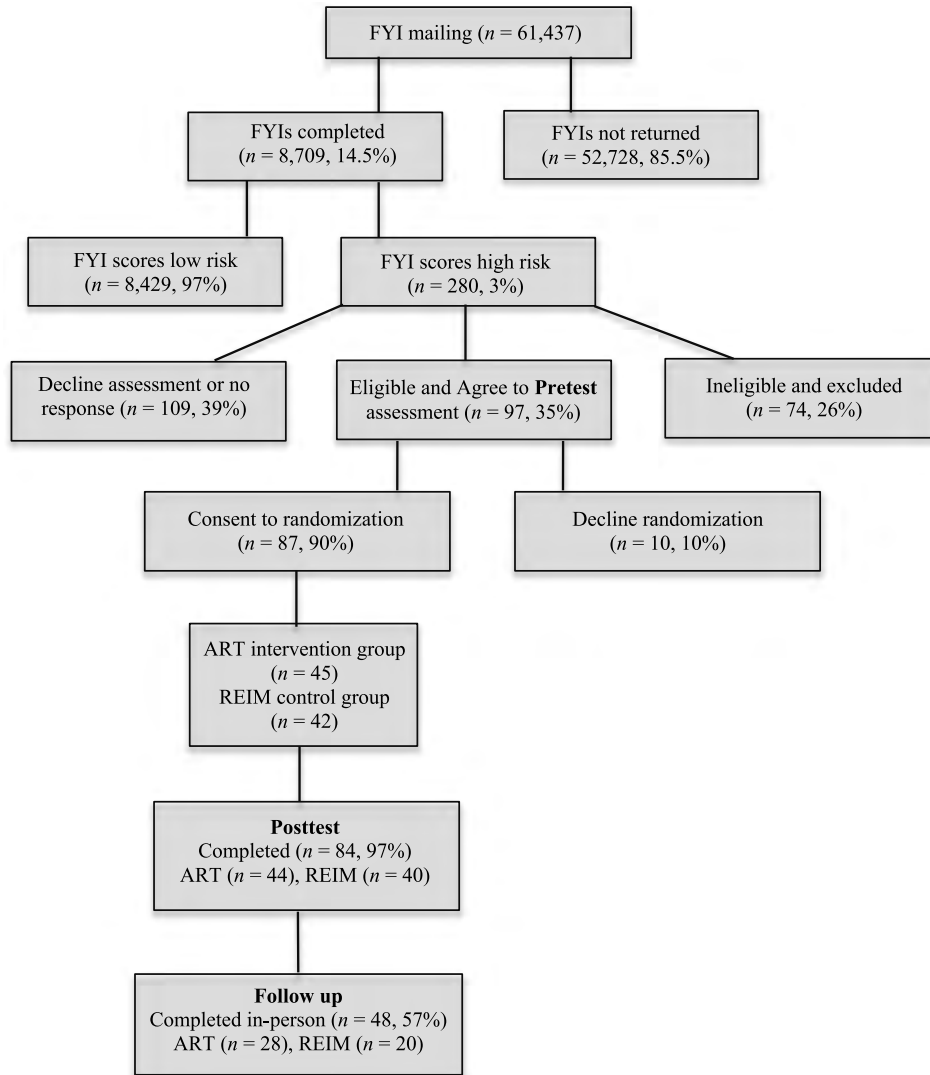 FYI mailing (n = 61,437)
FYIs completed
(n = 8,709, 14.5%)
FYIs not returned
(n = 52,728, 85.5%)
FYI scores low risk
(n = 8,429, 97%)
FYI scores high risk
(n = 280, 3%)
Decline assessment or no
response (n = 109, 39%)
Eligible and Agree to Pretest
assessment (n = 97, 35%)
Ineligible and excluded
(n = 74, 26%)
Consent to randomization
(n = 87, 90%)
Decline randomization
(n = 10, 10%)
ART intervention group
(n = 45)
REIM control group
(n = 42)
Posttest
Completed (n = 84, 97%)
ART (n = 44), REIM (n = 40)
Follow up
Completed in-person (n = 48, 57%)
ART (n = 28), REIM (n = 20)